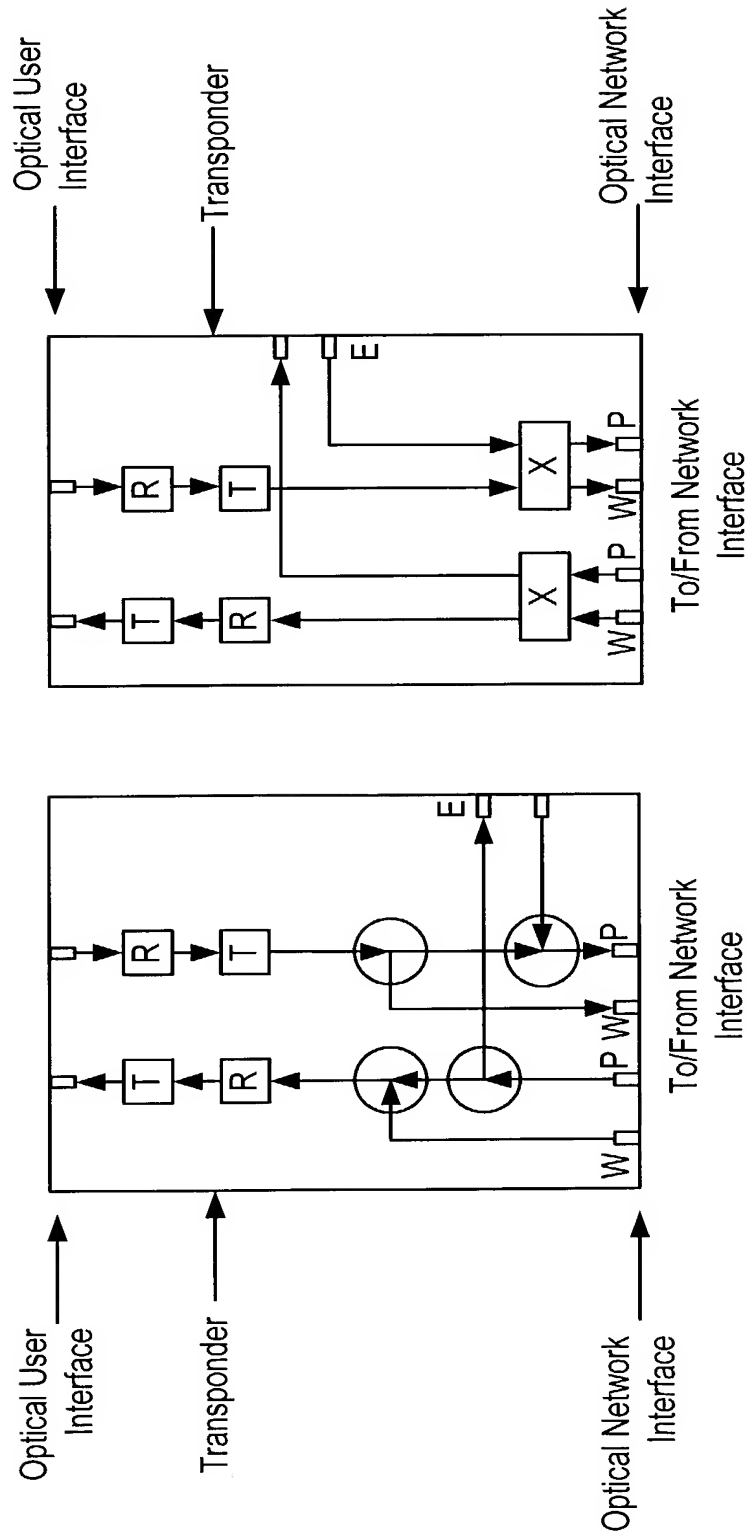 Optical User
Interface
Transponder
Optical Network
Interface
T
R
R
T
E
W
P
W
P
To/From Network
Interface
Optical User
Interface
Transponder
Optical Network
Interface
T
R
R
T
E
X
X
W
P
W
P
To/From Network
Interface